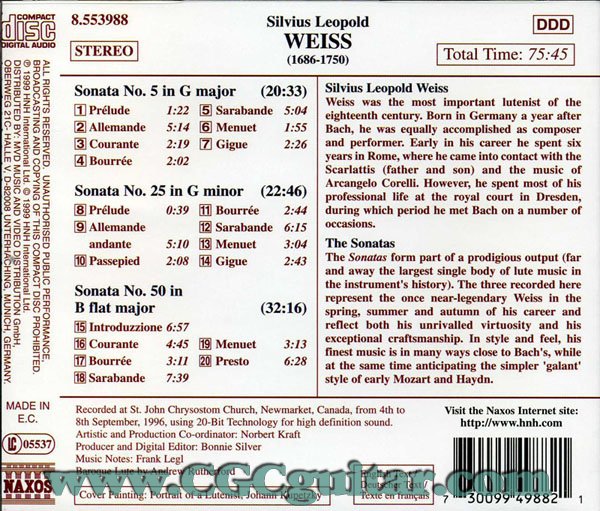 COMPACT
disc
DIGITAL AUDIO
8.553988
STEREO
Silvius Leopold
WEISS
(1686-1750)
DDD
Total Time: 75:45
Sonata No. 5 in G major (20:33)
1 Prélude 1:22
2 Allemande 5:14
3 Courante 2:19
4 Bourrée 2:02
5 Sarabande 5:04
6 Menuet 1:55
7 Gigue 2:26
Sonata No. 25 in G minor (22:46)
8 Prélude 0:39
9 Allemande
andante 5:10
10 Passepied 2:08
11 Bourrée 2:44
12 Sarabande 6:15
13 Menuet 3:04
14 Gigue 2:43
Sonata No. 50 in
B flat major (32:16)
15 Introduzzione 6:57
16 Courante 4:45
17 Bourrée 3:11
18 Sarabande 7:39
19 Menuet 3:13
20 Presto 6:28
Silvius Leopold Weiss
Weiss was the most important lutenist of the
eighteenth century. Born in Germany a year after
Bach, he was equally accomplished as composer
and performer. Early in his career he spent six
years in Rome, where he came into contact with the
Scarlattis (father and son) and the music of
Arcangelo Corelli. However, he spent most of his
professional life at the royal court in Dresden,
during which period he met Bach on a number of
occasions.
The Sonatas
The Sonatas form part of a prodigious output (far
and away the largest single body of lute music in
the instrument's history). The three recorded here
represent the once near-legendary Weiss in the
spring, summer and autumn of his career and
reflect both his unrivalled virtuosity and his
exceptional craftsmanship. In style and feel, his
finest music is in many ways close to Bach's, while
at the same time anticipating the simpler 'galant'
style of early Mozart and Haydn.
ALL RIGHTS RESERVED. UNAUTHORISED PUBLIC PERFORMANCE,
BROADCASTING AND COPYING OF THIS COMPACT DISC PROHIBITED
℗ 1999 HNH International Ltd. © 1999 HNH International Ltd.
DISTRIBUTED BY: MVD MUSIC AND VIDEO DISTRIBUTION GmbH,
OBERWEG 21C- HALLE V, D-82008 UNTERHACHING, MUNICH, GERMANY.
MADE IN
E.C.
LC 05537
NAXOS
Recorded at St. John Chrysostom Church, Newmarket, Canada, from 4th to
8th September, 1996, using 20-Bit Technology for high definition sound.
Artistic and Production Co-ordinator: Norbert Kraft
Producer and Digital Editor: Bonnie Silver
Music Notes: Frank Legl
Baroque Lute by Andrew Rutherford
Cover Painting: Portrait of a Lutenist, Johann Kupetzby
English Text/
Deutscher Text/
Texte en français
Visit the Naxos Internet site:
http://www.hnh.com
7 30099 49882 1
www.CGCguitar.com